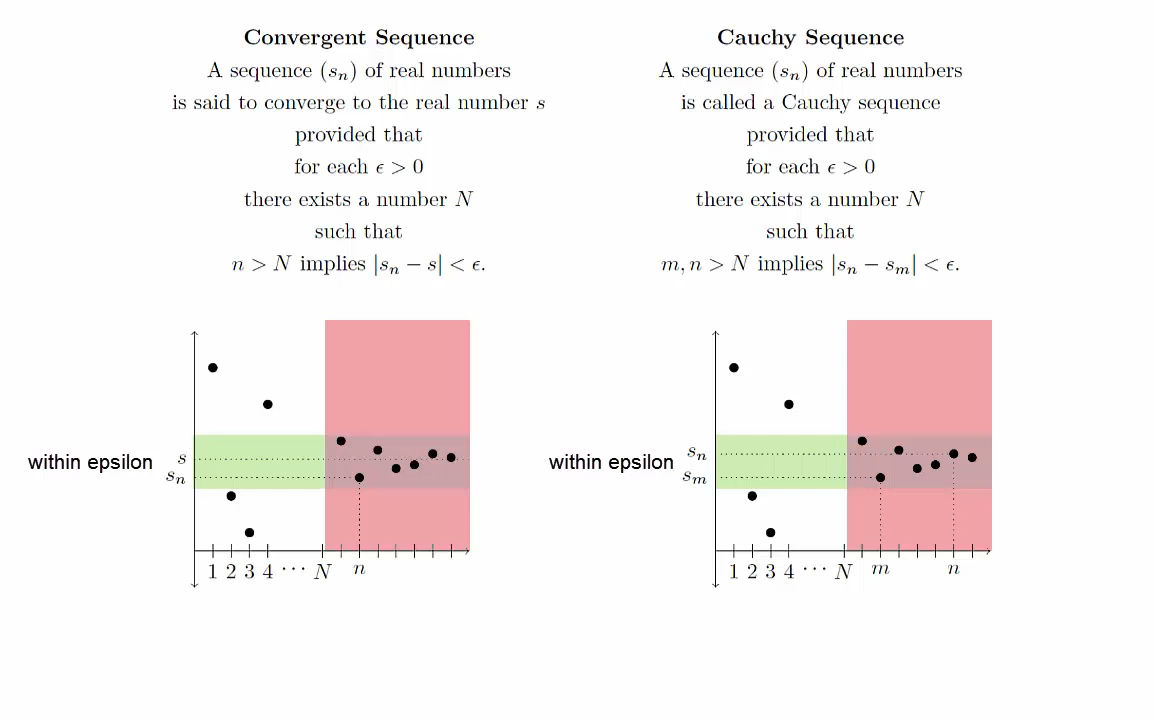 Convergent Sequence
A sequence (sₙ) of real numbers
is said to converge to the real number s
provided that
for each ϵ > 0
there exists a number N
such that
n > N implies |sₙ − s| < ϵ.
Cauchy Sequence
A sequence (sₙ) of real numbers
is called a Cauchy sequence
provided that
for each ϵ > 0
there exists a number N
such that
m, n > N implies |sₙ − sₘ| < ϵ.
within epsilon
s
sₙ
1 2 3 4 ⋯ N n
within epsilon
sₙ
sₘ
1 2 3 4 ⋯ N m n